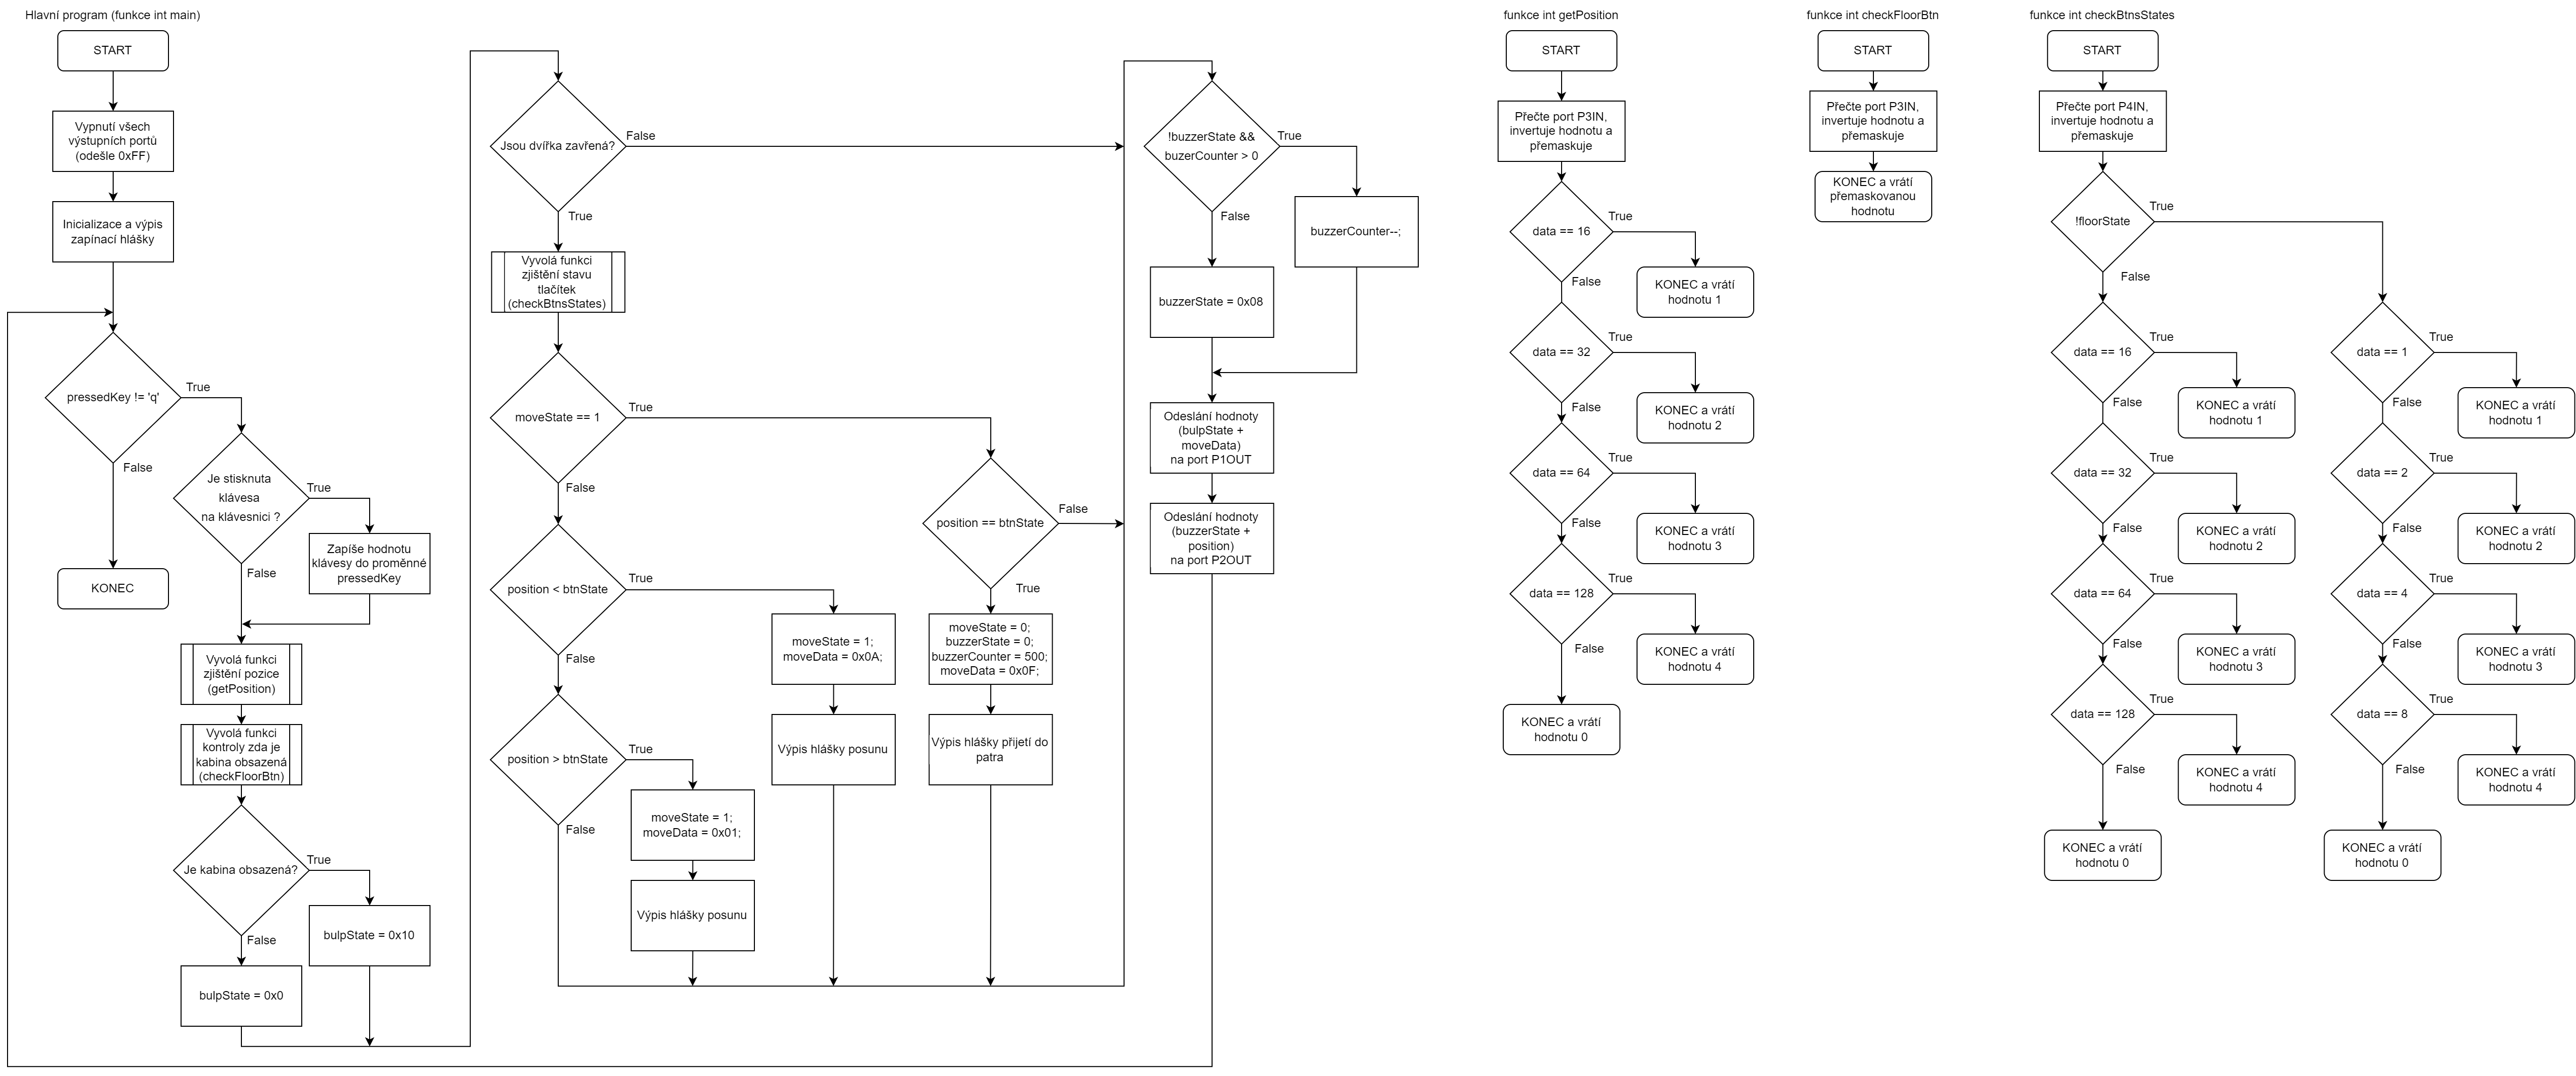 Hlavní program (funkce int main)
START
Vypnutí všech
výstupních portů
(odešle 0xFF)
Inicializace a výpis
zapínací hlášky
pressedKey != 'q'
True
False
KONEC
Je stisknuta
klávesa
na klávesnici ?
True
False
Zapíše hodnotu
klávesy do proměnné
pressedKey
Vyvolá funkci
zjištění pozice
(getPosition)
Vyvolá funkci
kontroly zda je
kabina obsazená
(checkFloorBtn)
Je kabina obsazená?
True
False
bulpState = 0x10
bulpState = 0x0
Jsou dvířka zavřená?
False
True
Vyvolá funkci
zjištění stavu
tlačítek
(checkBtnsStates)
moveState == 1
True
False
position == btnState
False
True
position < btnState
True
False
moveState = 1;
moveData = 0x0A;
moveState = 0;
buzzerState = 0;
buzzerCounter = 500;
moveData = 0x0F;
position > btnState
True
False
Výpis hlášky posunu
Výpis hlášky přijetí do
patra
moveState = 1;
moveData = 0x01;
Výpis hlášky posunu
!buzzerState &&
buzerCounter > 0
True
False
buzzerCounter--;
buzzerState = 0x08
Odeslání hodnoty
(bulpState +
moveData)
na port P1OUT
Odeslání hodnoty
(buzzerState +
position)
na port P2OUT
funkce int getPosition
START
Přečte port P3IN,
invertuje hodnotu a
přemaskuje
data == 16
True
False
KONEC a vrátí
hodnotu 1
data == 32
True
False
KONEC a vrátí
hodnotu 2
data == 64
True
False
KONEC a vrátí
hodnotu 3
data == 128
True
False
KONEC a vrátí
hodnotu 4
KONEC a vrátí
hodnotu 0
funkce int checkFloorBtn
START
Přečte port P3IN,
invertuje hodnotu a
přemaskuje
KONEC a vrátí
přemaskovanou
hodnotu
funkce int checkBtnsStates
START
Přečte port P4IN,
invertuje hodnotu a
přemaskuje
!floorState
True
False
data == 16
True
False
KONEC a vrátí
hodnotu 1
data == 32
True
False
KONEC a vrátí
hodnotu 2
data == 64
True
False
KONEC a vrátí
hodnotu 3
data == 128
True
False
KONEC a vrátí
hodnotu 4
KONEC a vrátí
hodnotu 0
data == 1
True
False
KONEC a vrátí
hodnotu 1
data == 2
True
False
KONEC a vrátí
hodnotu 2
data == 4
True
False
KONEC a vrátí
hodnotu 3
data == 8
True
False
KONEC a vrátí
hodnotu 4
KONEC a vrátí
hodnotu 0